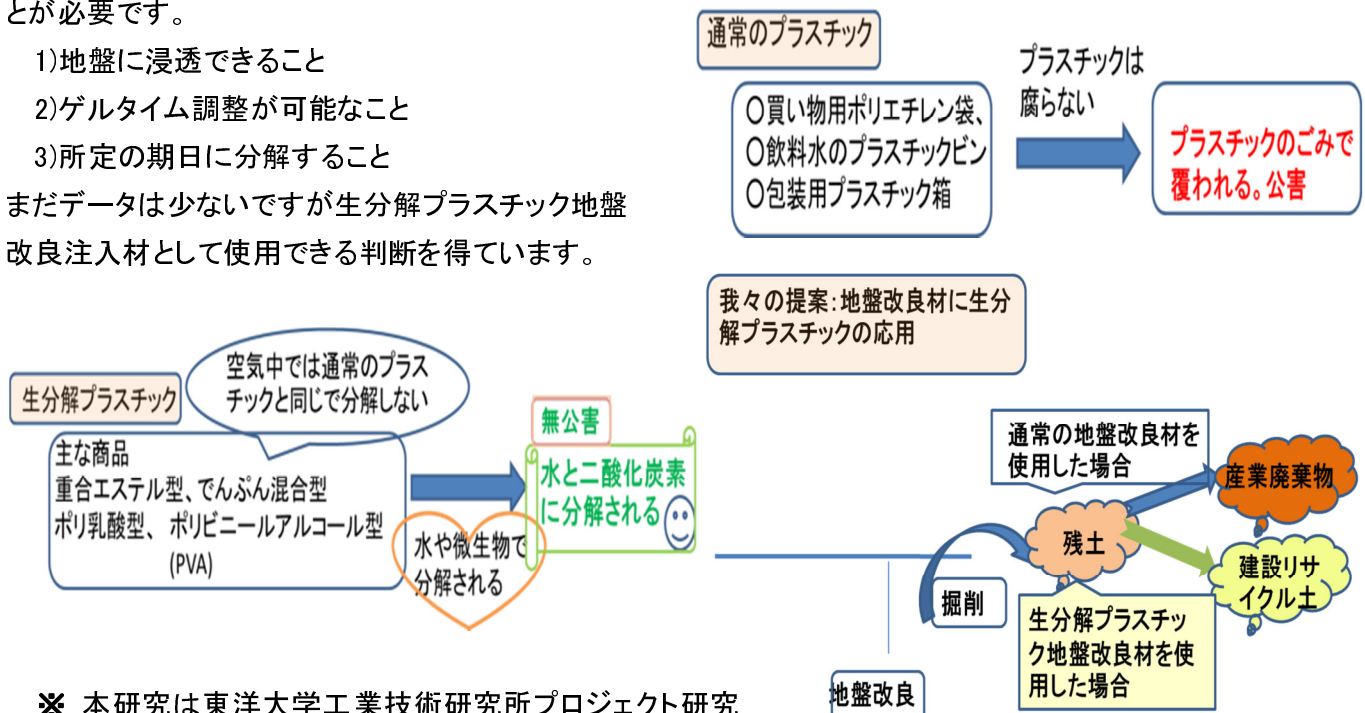 とが必要です。
1)地盤に浸透できること
2)ゲルタイム調整が可能なこと
3)所定の期日に分解すること
まだデータは少ないですが生分解プラスチック地盤
改良注入材として使用できる判断を得ています。
生分解プラスチック
空気中では通常のプラス
チックと同じで分解しない
主な商品
重合エステル型、でんぷん混合型
ポリ乳酸型、 ポリビニールアルコール型
(PVA)
水や微生物で
分解される
無公害
水と二酸化炭素
に分解される
※ 本研究は東洋大学工業技術研究所プロジェクト研究
通常のプラスチック
〇買い物用ポリエチレン袋、
〇飲料水のプラスチックビン
〇包装用プラスチック箱
プラスチックは
腐らない
プラスチックのごみで
覆われる。公害
我々の提案:地盤改良材に生分
解プラスチックの応用
通常の地盤改良材を
使用した場合
産業廃棄物
残土
建設リサ
イクル土
掘削
生分解プラスチッ
ク地盤改良材を使
用した場合
地盤改良